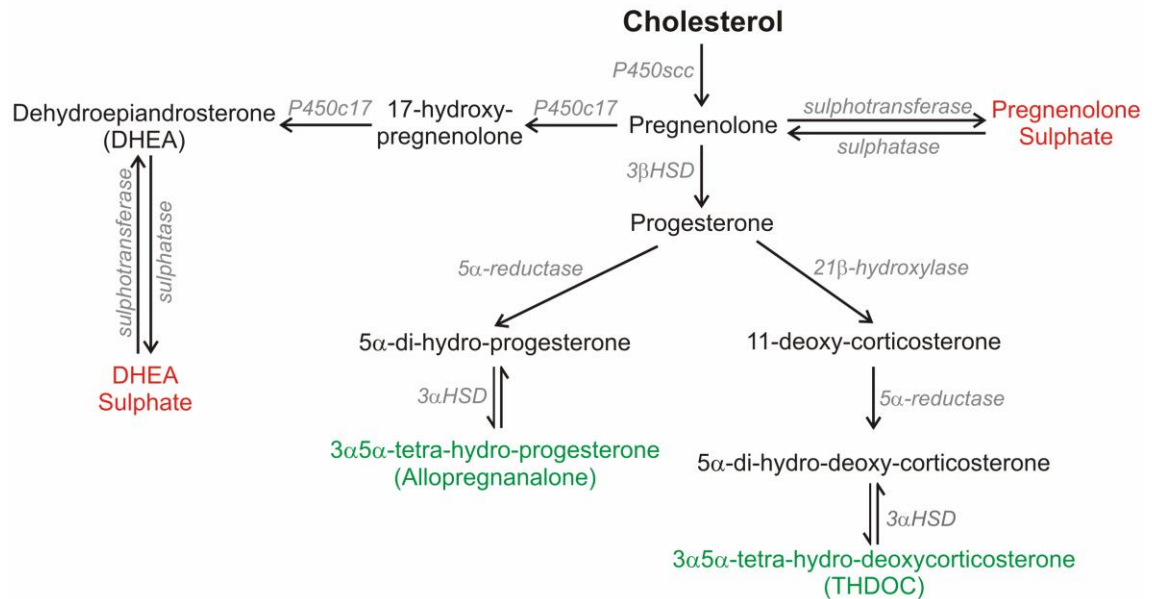 Cholesterol
P450scc
Dehydroepiandrosterone
(DHEA)
P450c17
17-hydroxy-
pregnenolone
P450c17
Pregnenolone
sulphotransferase
sulphatase
Pregnenolone
Sulphate
3βHSD
sulphotransferase
sulphatase
Progesterone
5α-reductase
21β-hydroxylase
5α-di-hydro-progesterone
11-deoxy-corticosterone
DHEA
Sulphate
3αHSD
5α-reductase
3α5α-tetra-hydro-progesterone
(Allopregnanalone)
5α-di-hydro-deoxy-corticosterone
3αHSD
3α5α-tetra-hydro-deoxycorticosterone
(THDOC)